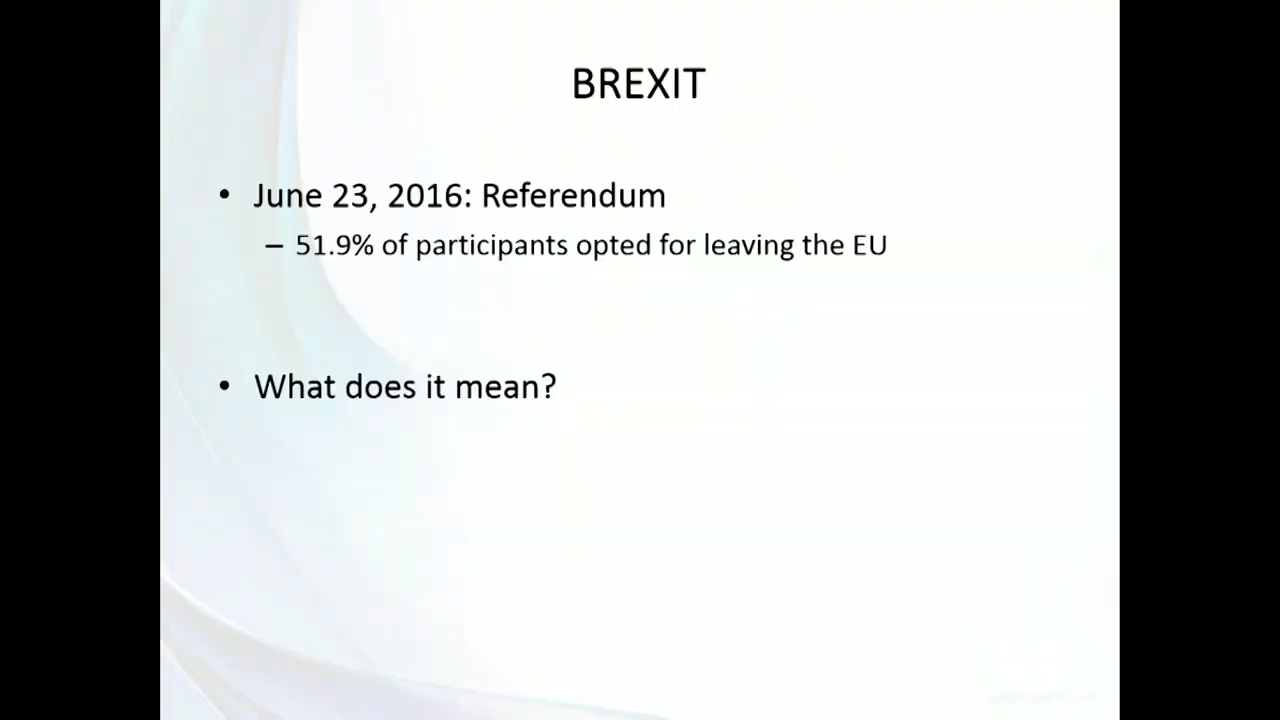 BREXIT
• June 23, 2016: Referendum
– 51.9% of participants opted for leaving the EU
• What does it mean?